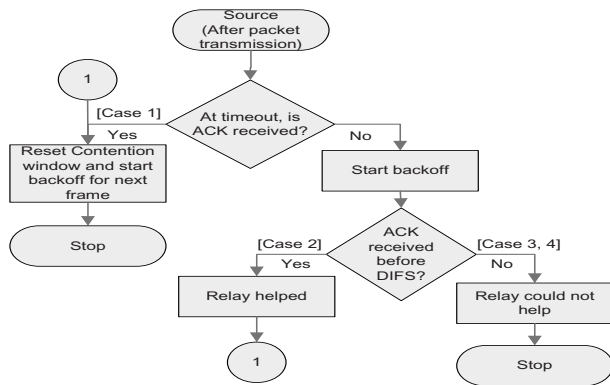 Source
(After packet
transmission)
1
[Case 1]
At timeout, is
ACK received?
Yes
No
Reset Contention
window and start
backoff for next
frame
Start backoff
Stop
ACK
received
before
DIFS?
[Case 2]
[Case 3, 4]
Yes
No
Relay helped
Relay could not
help
1
Stop